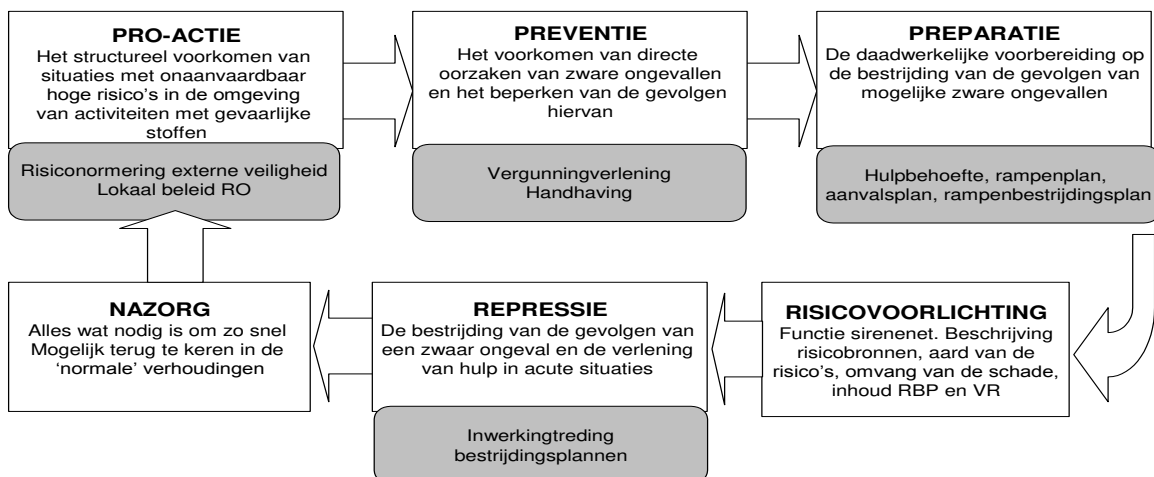 PRO-ACTIE
Het structureel voorkomen van
situaties met onaanvaardbaar
hoge risico's in de omgeving
van activiteiten met gevaarlijke
stoffen
Risiconormering externe veiligheid
Lokaal beleid RO
PREVENTIE
Het voorkomen van directe
oorzaken van zware ongevallen
en het beperken van de gevolgen
hiervan
Vergunningverlening
Handhaving
PREPARATIE
De daadwerkelijke voorbereiding op
de bestrijding van de gevolgen van
mogelijke zware ongevallen
Hulpbehoefte, rampenplan,
aanvalsplan, rampenbestrijdingsplan
RISICOVOORLICHTING
Functie sirenenet. Beschrijving
risicobronnen, aard van de
risico's, omvang van de schade,
inhoud RBP en VR
REPRESSIE
De bestrijding van de gevolgen van
een zwaar ongeval en de verlening
van hulp in acute situaties
Inwerkingtreding
bestrijdingsplannen
NAZORG
Alles wat nodig is om zo snel
Mogelijk terug te keren in de
'normale' verhoudingen